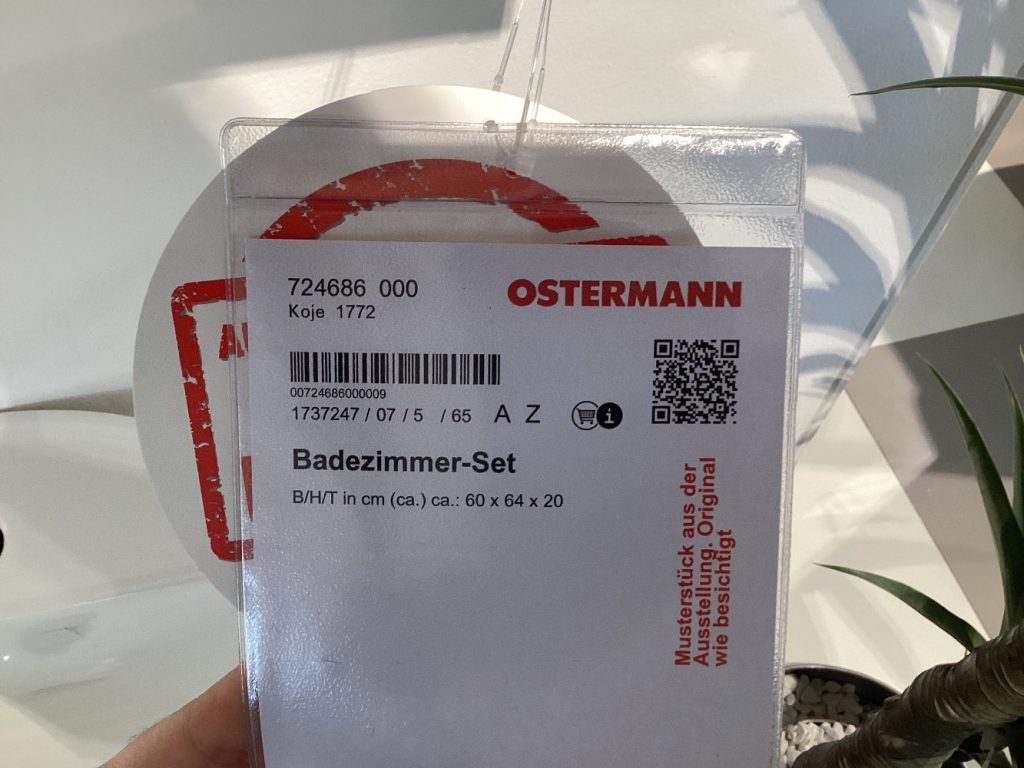 724686 000
Koje 1772
OSTERMANN
00724686000009
1737247 / 07 / 5 / 65 A Z
Badezimmer-Set
B/H/T in cm (ca.) ca.: 60 x 64 x 20
Musterstück aus der
Ausstellung. Original
wie besichtigt